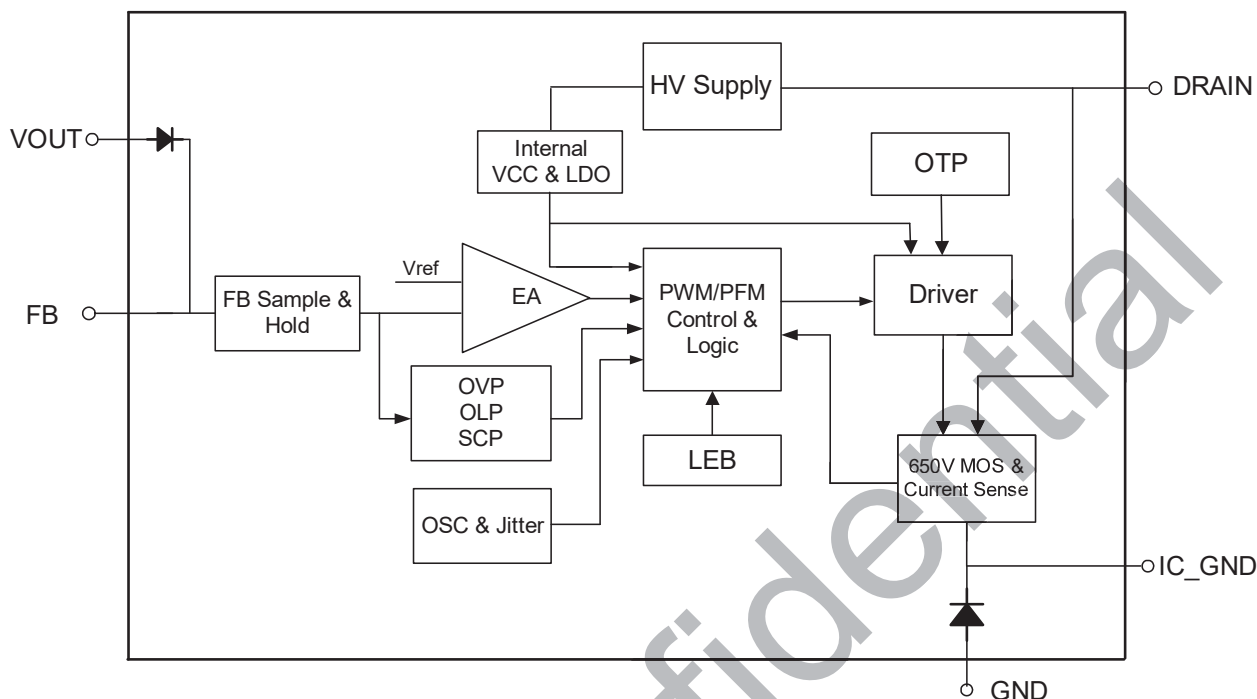 HV Supply
DRAIN
VOUT
Internal
VCC & LDO
OTP
Vref
EA
FB
FB Sample &
Hold
PWM/PFM
Control &
Logic
Driver
OVP
OLP
SCP
LEB
650V MOS &
Current Sense
OSC & Jitter
IC_GND
GND
fidential